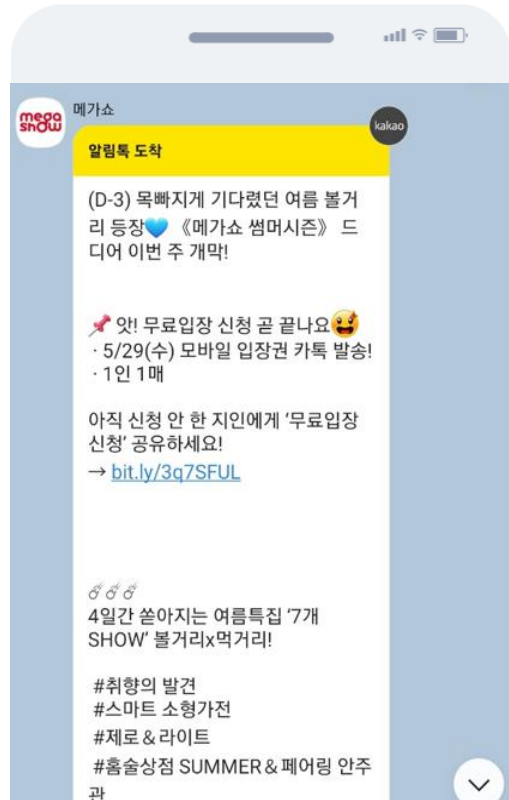 mega
show
메가쇼
kakao
알림톡 도착
(D-3) 목빠지게 기다렸던 여름 볼거
리 등장💙 《메가쇼 썸머시즌》 드
디어 이번 주 개막!
📌 앗! 무료입장 신청 곧 끝나요🤯
· 5/29(수) 모바일 입장권 카톡 발송!
· 1인 1매
아직 신청 안 한 지인에게 ‘무료입장
신청’ 공유하세요!
→ bit.ly/3q7SFUL
☄☄☄
4일간 쏟아지는 여름특집 ‘7개
SHOW’ 볼거리x먹거리!
#취향의 발견
#스마트 소형가전
#제로&라이트
#홈술상점 SUMMER&페어링 안주
관